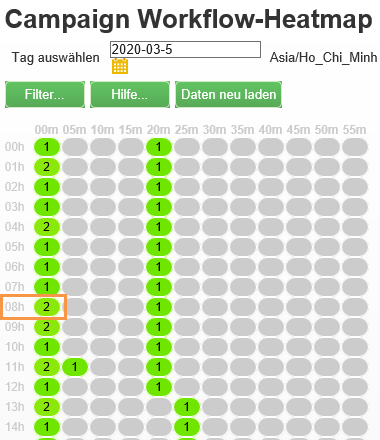 Campaign Workflow-Heatmap
Tag auswählen 2020-03-5 Asia/Ho_Chi_Minh
Filter... Hilfe... Daten neu laden
00m 05m 10m 15m 20m 25m 30m 35m 40m 45m 50m 55m
00h 1 1
01h 2 1
02h 1 1
03h 1 1
04h 2 1
05h 1 1
06h 1 1
07h 1 1
08h 2 1
09h 2 1
10h 1 1
11h 2 1 1
12h 1 1
13h 2 1
14h 1 1